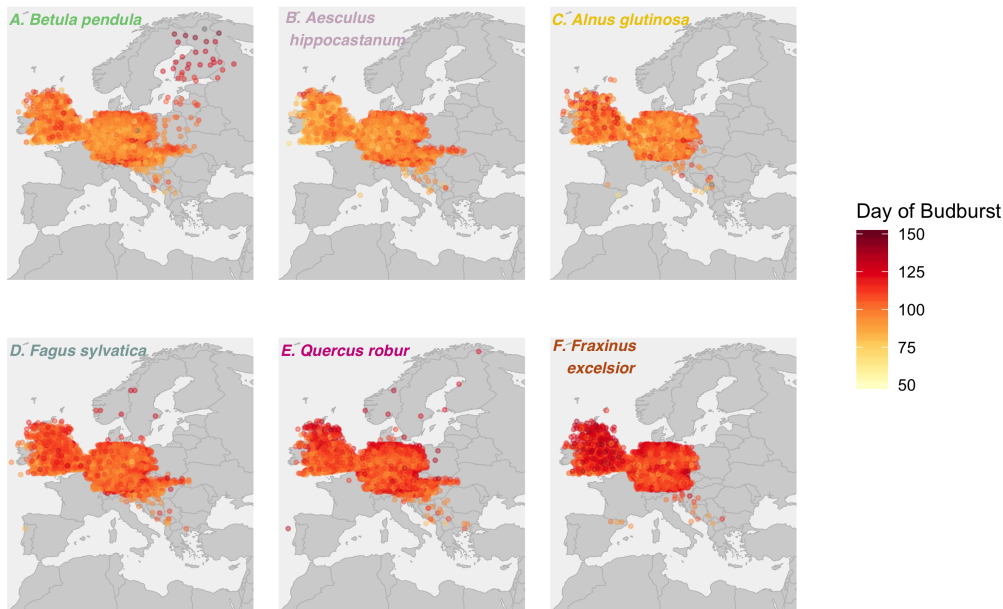 A. Betula pendula
B. Aesculus
hippocastanum
C. Alnus glutinosa
Day of Budburst
150
125
100
75
50
D. Fagus sylvatica
E. Quercus robur
F. Fraxinus
excelsior